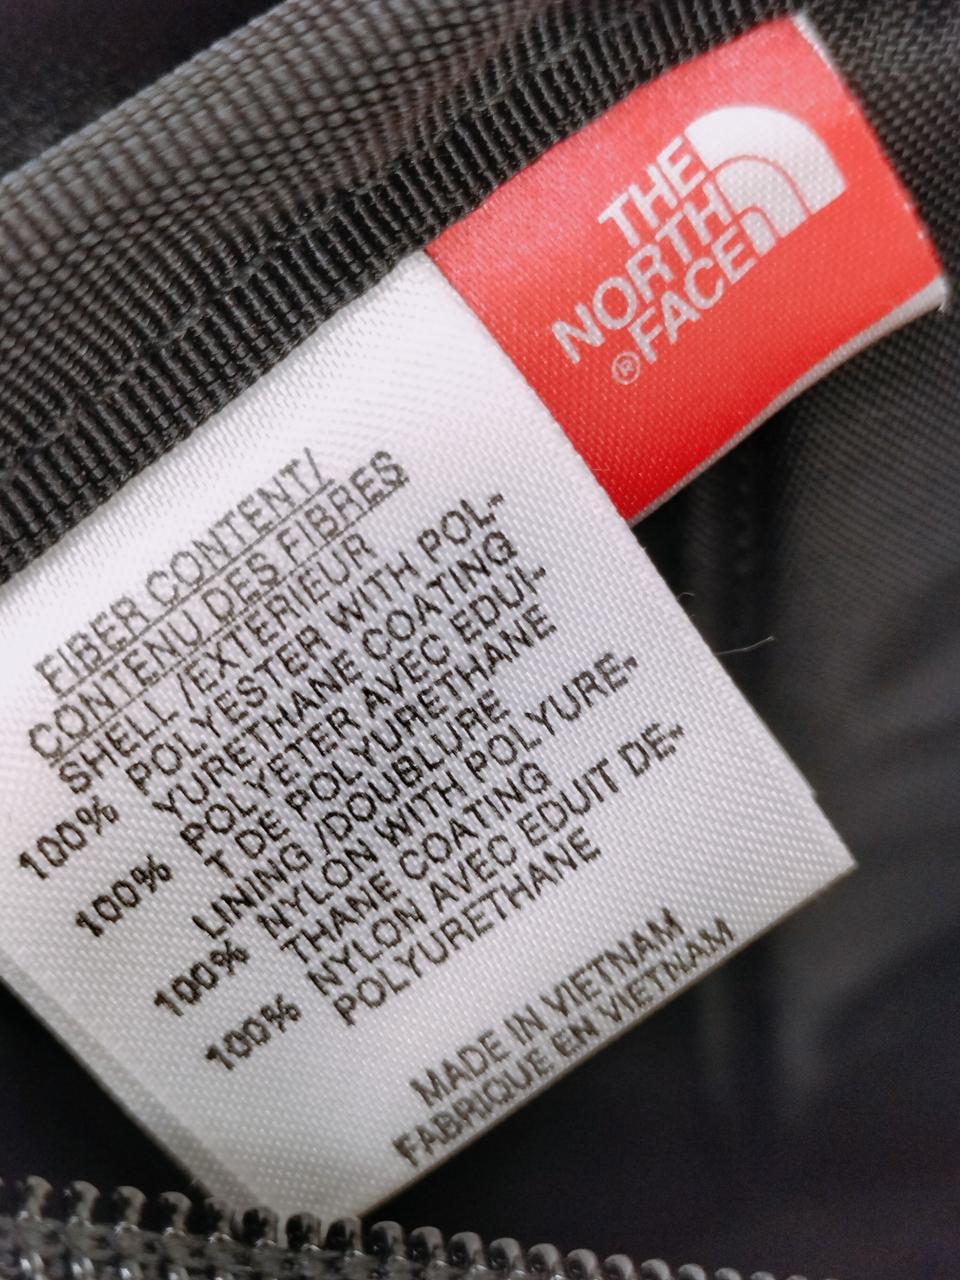 THE
NORTH
®FACE
FIBER CONTENT/
CONTENU DES FIBRES
SHELL /EXTÉRIEUR
100% POLYESTER WITH POL-
YURETHANE COATING
100% POLYETER AVEC EDUI-
T DE POLYURETHANE
LINING /DOUBLURE
100% NYLON WITH POLYURE-
THANE COATING
100% NYLON AVEC EDUIT DE-
POLYURETHANE
MADE IN VIETNAM
FABRIQUE EN VIETNAM